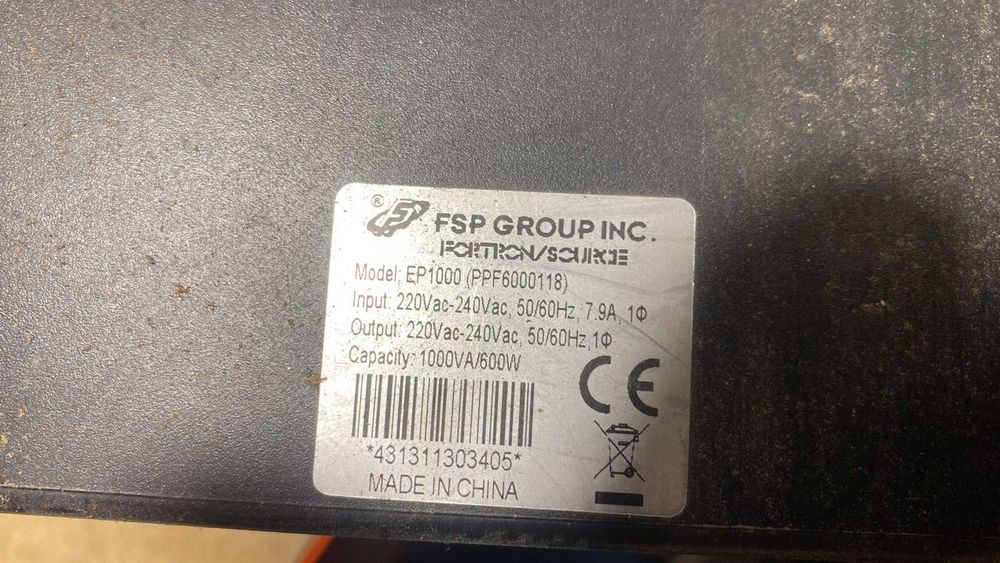 ® FSP GROUP INC.
FORTRON/SOURCE
Model: EP1000 (PPF6000118)
Input: 220Vac-240Vac, 50/60Hz, 7.9A, 1Φ
Output: 220Vac-240Vac, 50/60Hz,1Φ
Capacity: 1000VA/600W
CE
*431311303405*
MADE IN CHINA